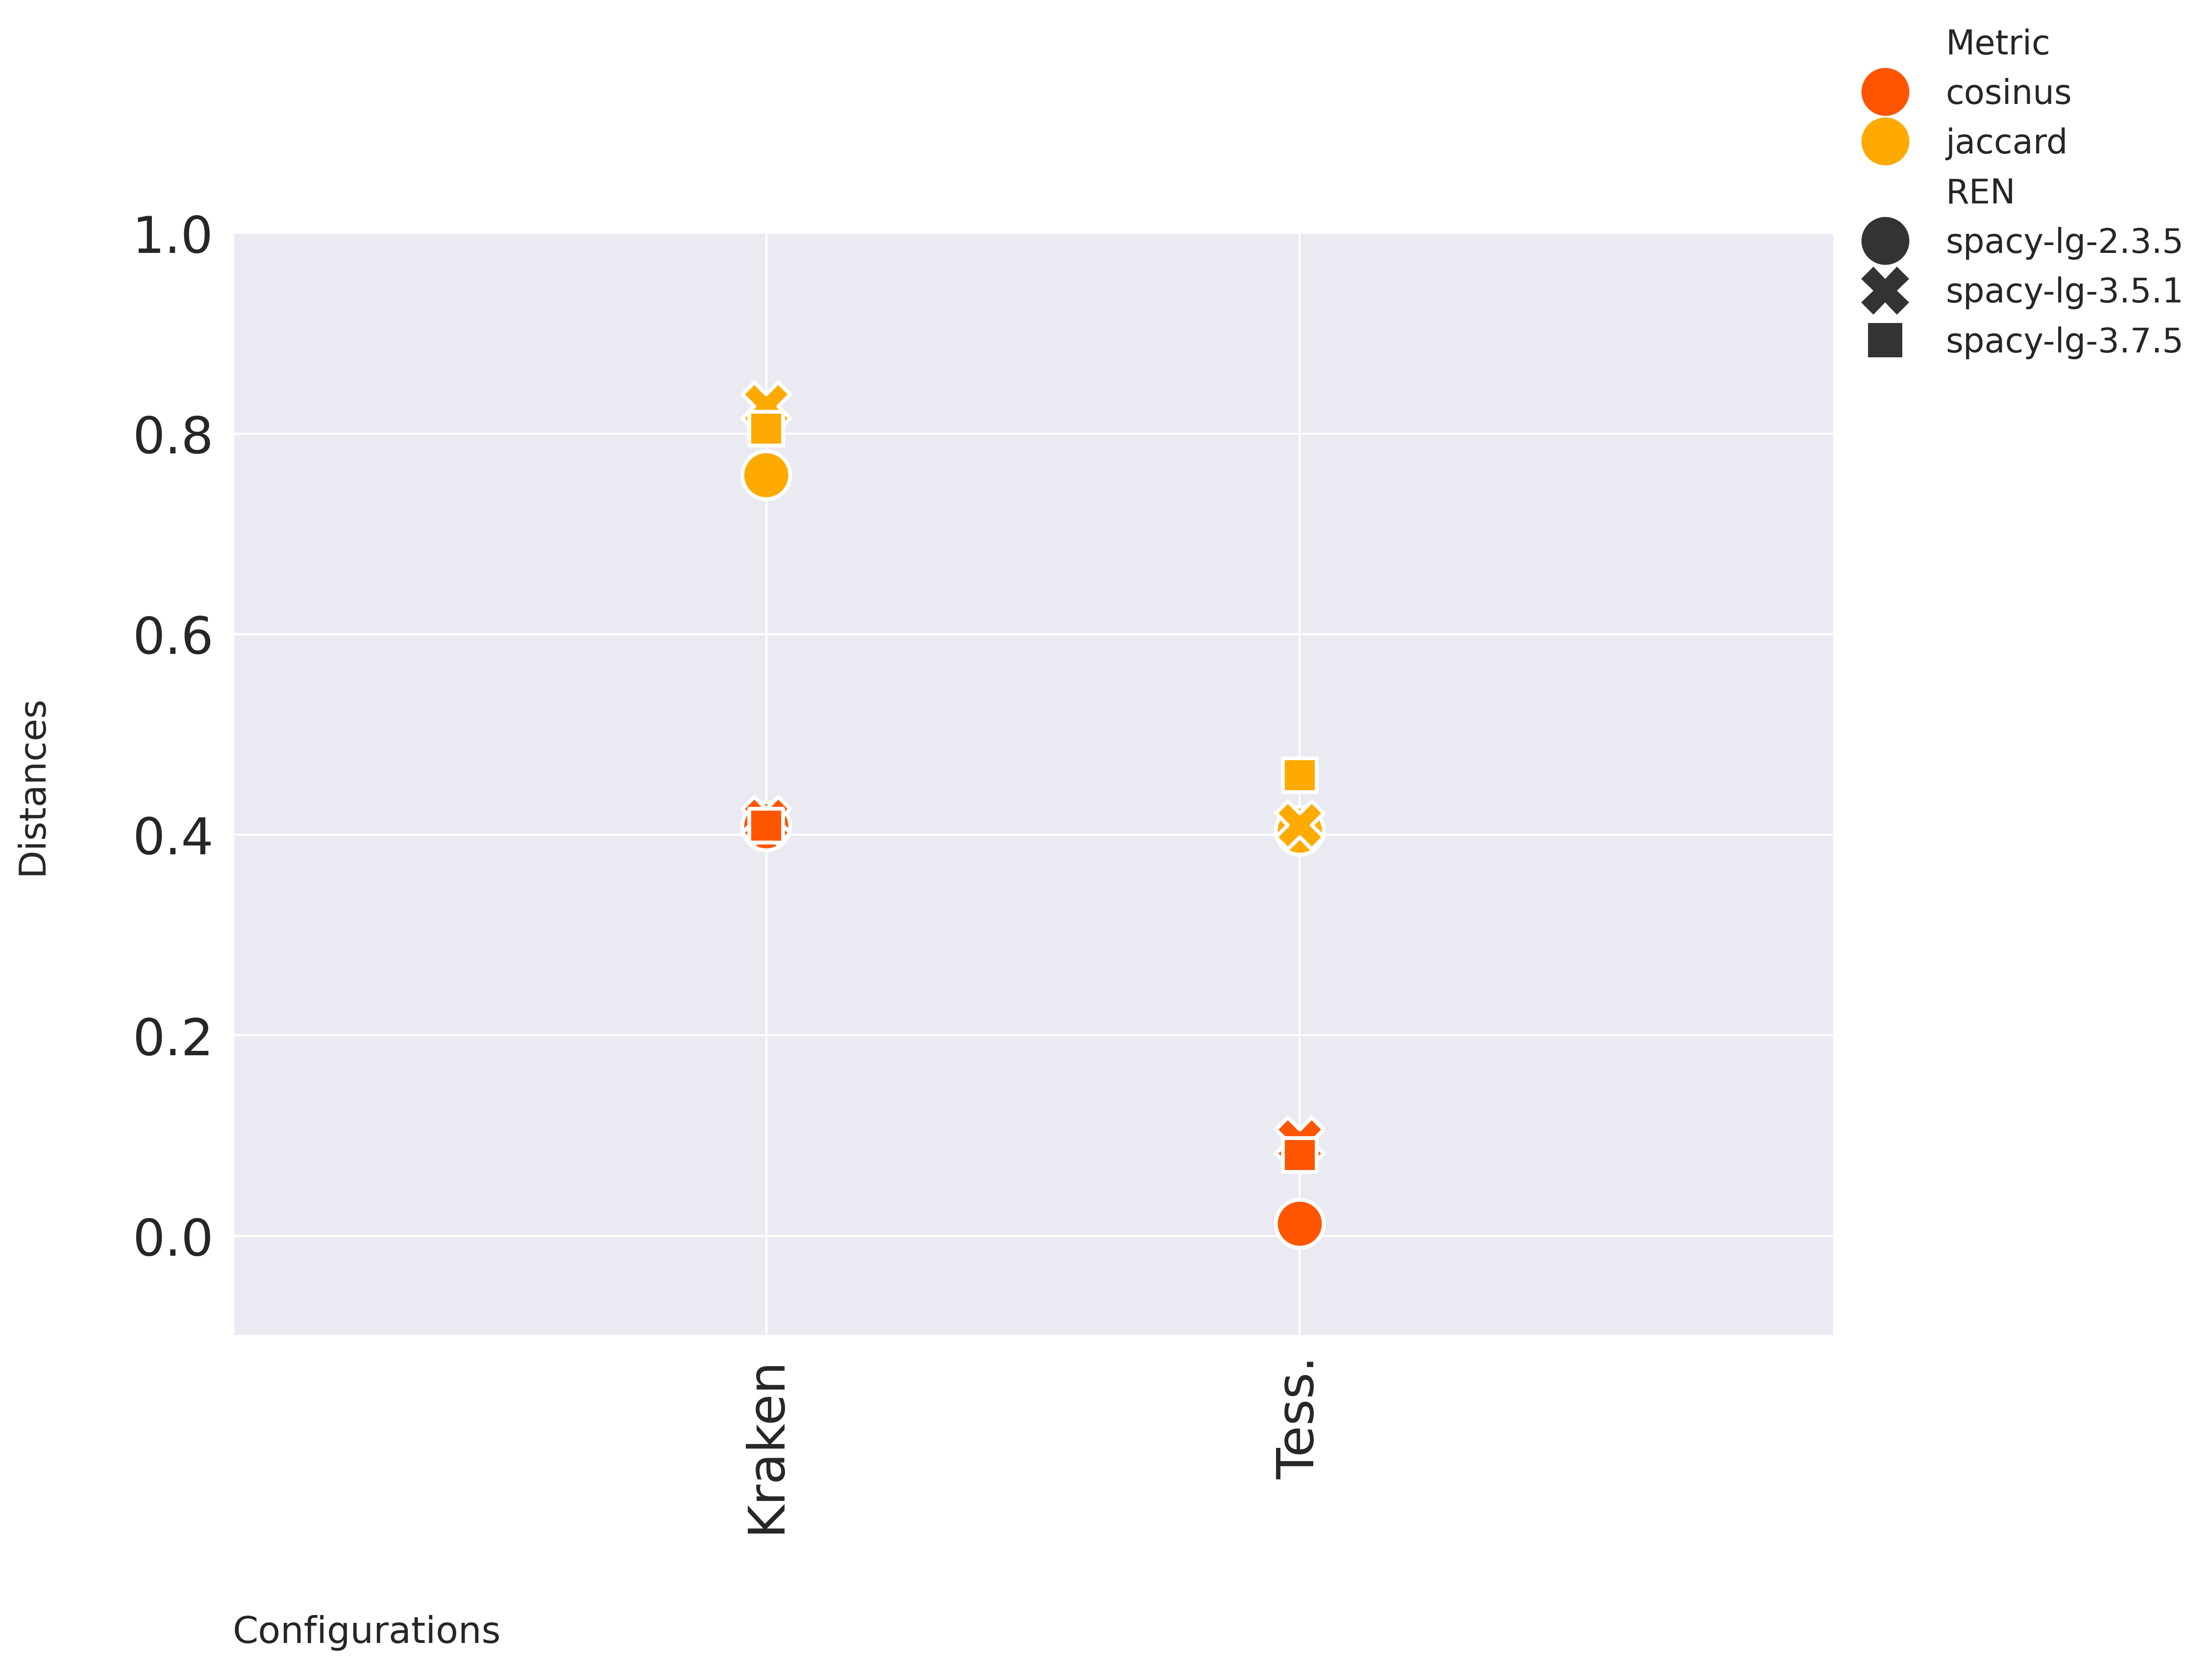 Metric
cosinus
jaccard
REN
spacy-lg-2.3.5
spacy-lg-3.5.1
spacy-lg-3.7.5
1.0
0.8
0.6
0.4
0.2
0.0
Distances
Kraken
Tess.
Configurations